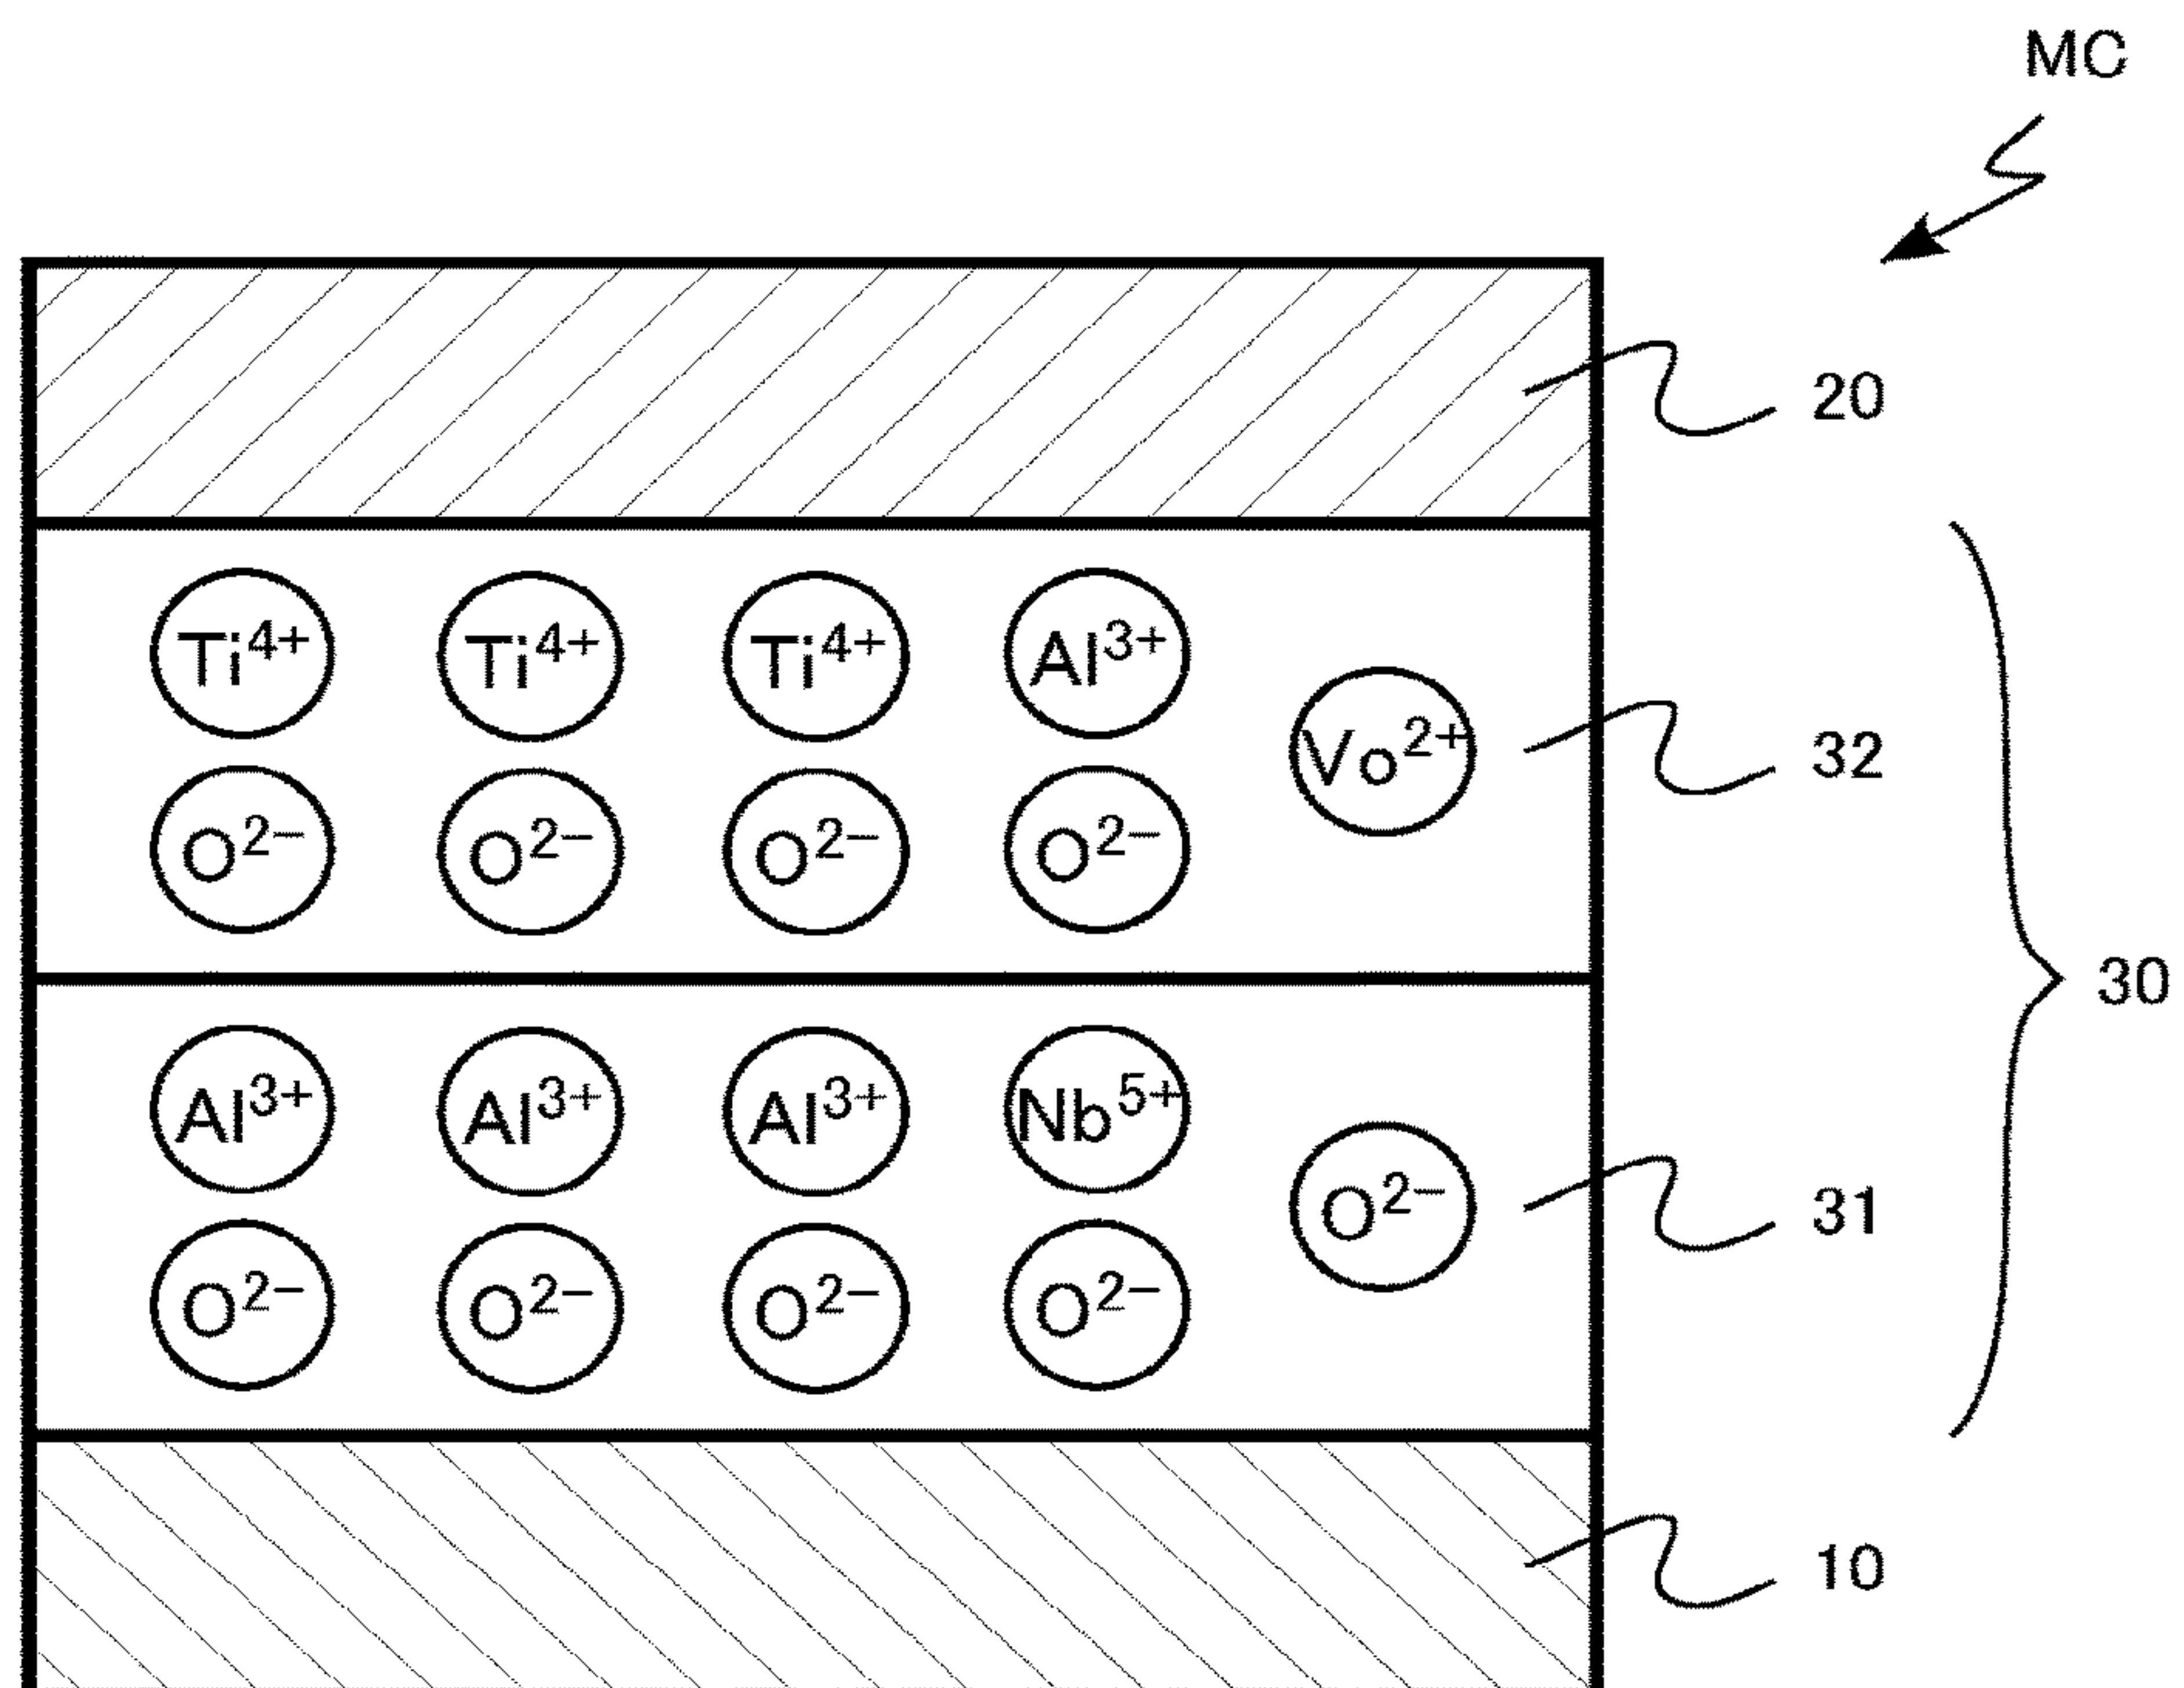 MC
20
Ti4+ Ti4+ Ti4+ Al3+
Vo2+ 32
O2− O2− O2− O2−
30
Al3+ Al3+ Al3+ Nb5+
O2− 31
O2− O2− O2− O2−
10